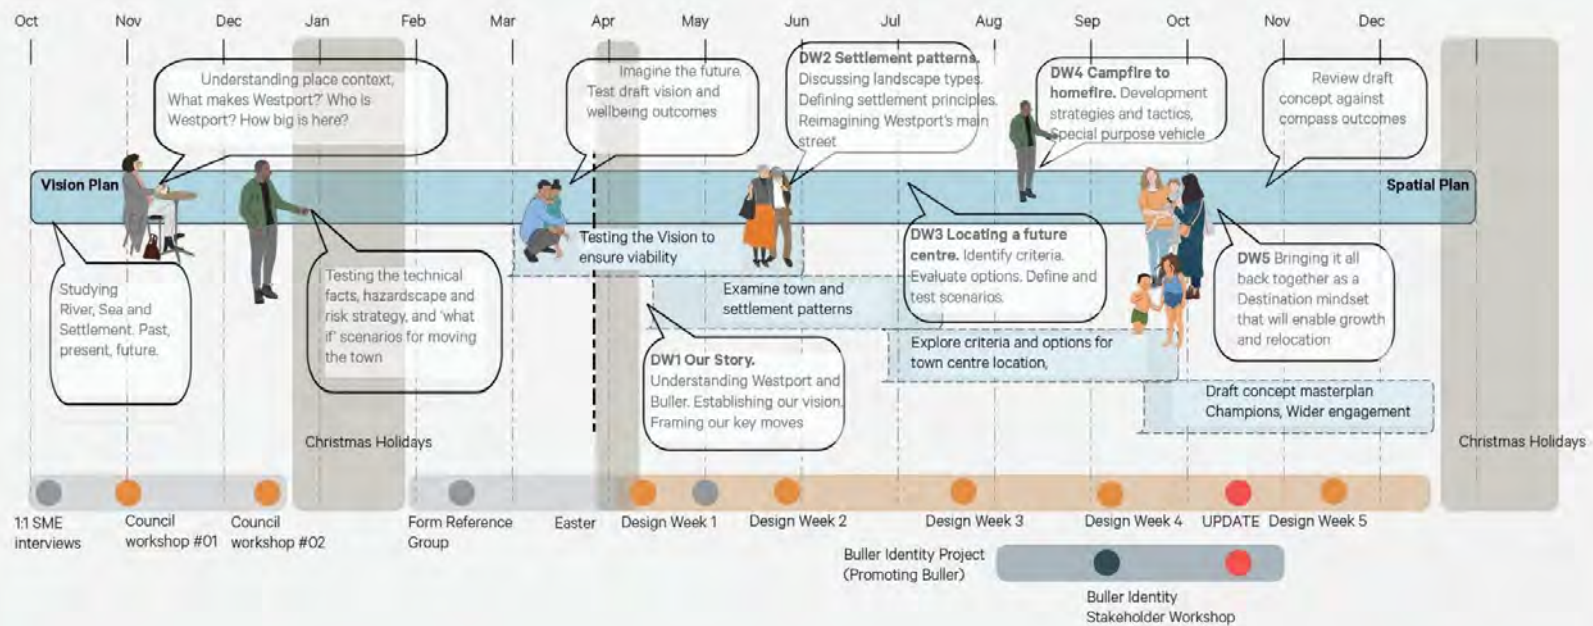 Oct Nov Dec Jan Feb Mar Apr May Jun Jul Aug Sep Oct Nov Dec
Understanding place context,
What makes Westport?' Who is
Westport? How big is here?
Imagine the future.
Test draft vision and
wellbeing outcomes
DW2 Settlement patterns.
Discussing landscape types.
Defining settlement principles.
Reimagining Westport's main
street
DW4 Campfire to
homefire. Development
strategies and tactics,
Special purpose vehicle
Review draft
concept against
compass outcomes
Vision Plan
Spatial Plan
Studying
River, Sea and
Settlement. Past,
present, future.
Testing the technical
facts, hazardscape and
risk strategy, and 'what
if' scenarios for moving
the town
Testing the Vision to
ensure viability
Examine town and
settlement patterns
DW1 Our Story.
Understanding Westport and
Buller. Establishing our vision.
Framing our key moves
DW3 Locating a future
centre. Identify criteria.
Evaluate options. Define and
test scenarios.
Explore criteria and options for
town centre location,
DW5 Bringing it all
back together as a
Destination mindset
that will enable growth
and relocation
Draft concept masterplan
Champions, Wider engagement
Christmas Holidays
Christmas Holidays
1:1 SME
interviews
Council
workshop #01
Council
workshop #02
Form Reference
Group
Easter
Design Week 1
Design Week 2
Design Week 3
Design Week 4
UPDATE
Design Week 5
Buller Identity Project
(Promoting Buller)
Buller Identity
Stakeholder Workshop